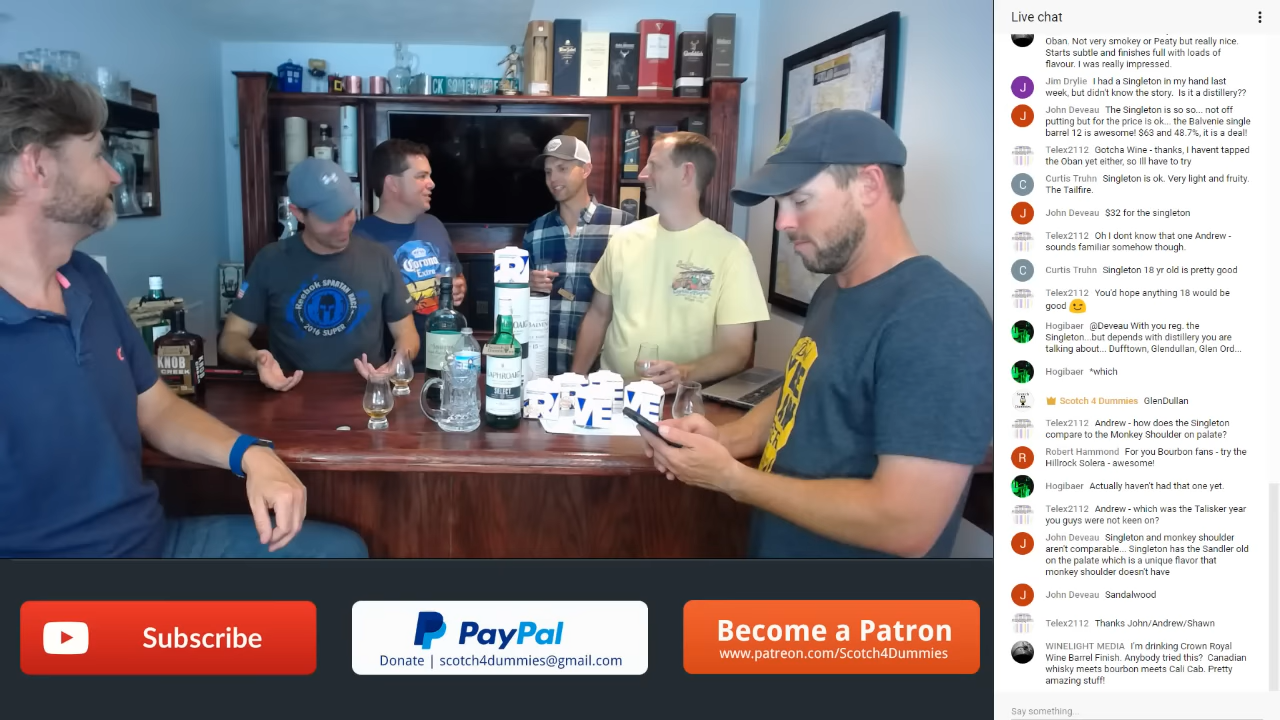 Live chat
Oban. Not very smokey or Peaty but really nice.
Starts subtle and finishes full with loads of
flavour. I was really impressed.
Jim Drylie I had a Singleton in my hand last
week, but didn't know the story. Is it a distillery??
John Deveau The Singleton is so so... not off
putting but for the price is ok... the Balvenie single
barrel 12 is awesome! $63 and 48.7%, it is a deal!
Telex2112 Gotcha Wine - thanks, I havent tapped
the Oban yet either, so Ill have to try
Curtis Truhn Singleton is ok. Very light and fruity.
The Tailfire.
John Deveau $32 for the singleton
Telex2112 Oh I dont know that one Andrew -
sounds familiar somehow though.
Curtis Truhn Singleton 18 yr old is pretty good
Telex2112 You'd hope anything 18 would be
good
Hogibaer @Deveau With you reg. the
Singleton...but depends with distillery you are
talking about... Dufftown, Glendullan, Glen Ord...
Hogibaer *which
Scotch 4 Dummies GlenDullan
Telex2112 Andrew - how does the Singleton
compare to the Monkey Shoulder on palate?
Robert Hammond For you Bourbon fans - try the
Hillrock Solera - awesome!
Hogibaer Actually haven't had that one yet.
Telex2112 Andrew - which was the Talisker year
you guys were not keen on?
John Deveau Singleton and monkey shoulder
aren't comparable... Singleton has the Sandler old
on the palate which is a unique flavor that
monkey shoulder doesn't have
John Deveau Sandalwood
Telex2112 Thanks John/Andrew/Shawn
WINELIGHT MEDIA I'm drinking Crown Royal
Wine Barrel Finish. Anybody tried this? Canadian
whisky meets bourbon meets Cali Cab. Pretty
amazing stuff!
Say something...
Reebok SPARTAN RACE
2016 SUPER
Corona
Extra
KNOB
CREEK
LAPHROAIG
SELECT
Subscribe
PayPal
Donate | scotch4dummies@gmail.com
Become a Patron
www.patreon.com/Scotch4Dummies